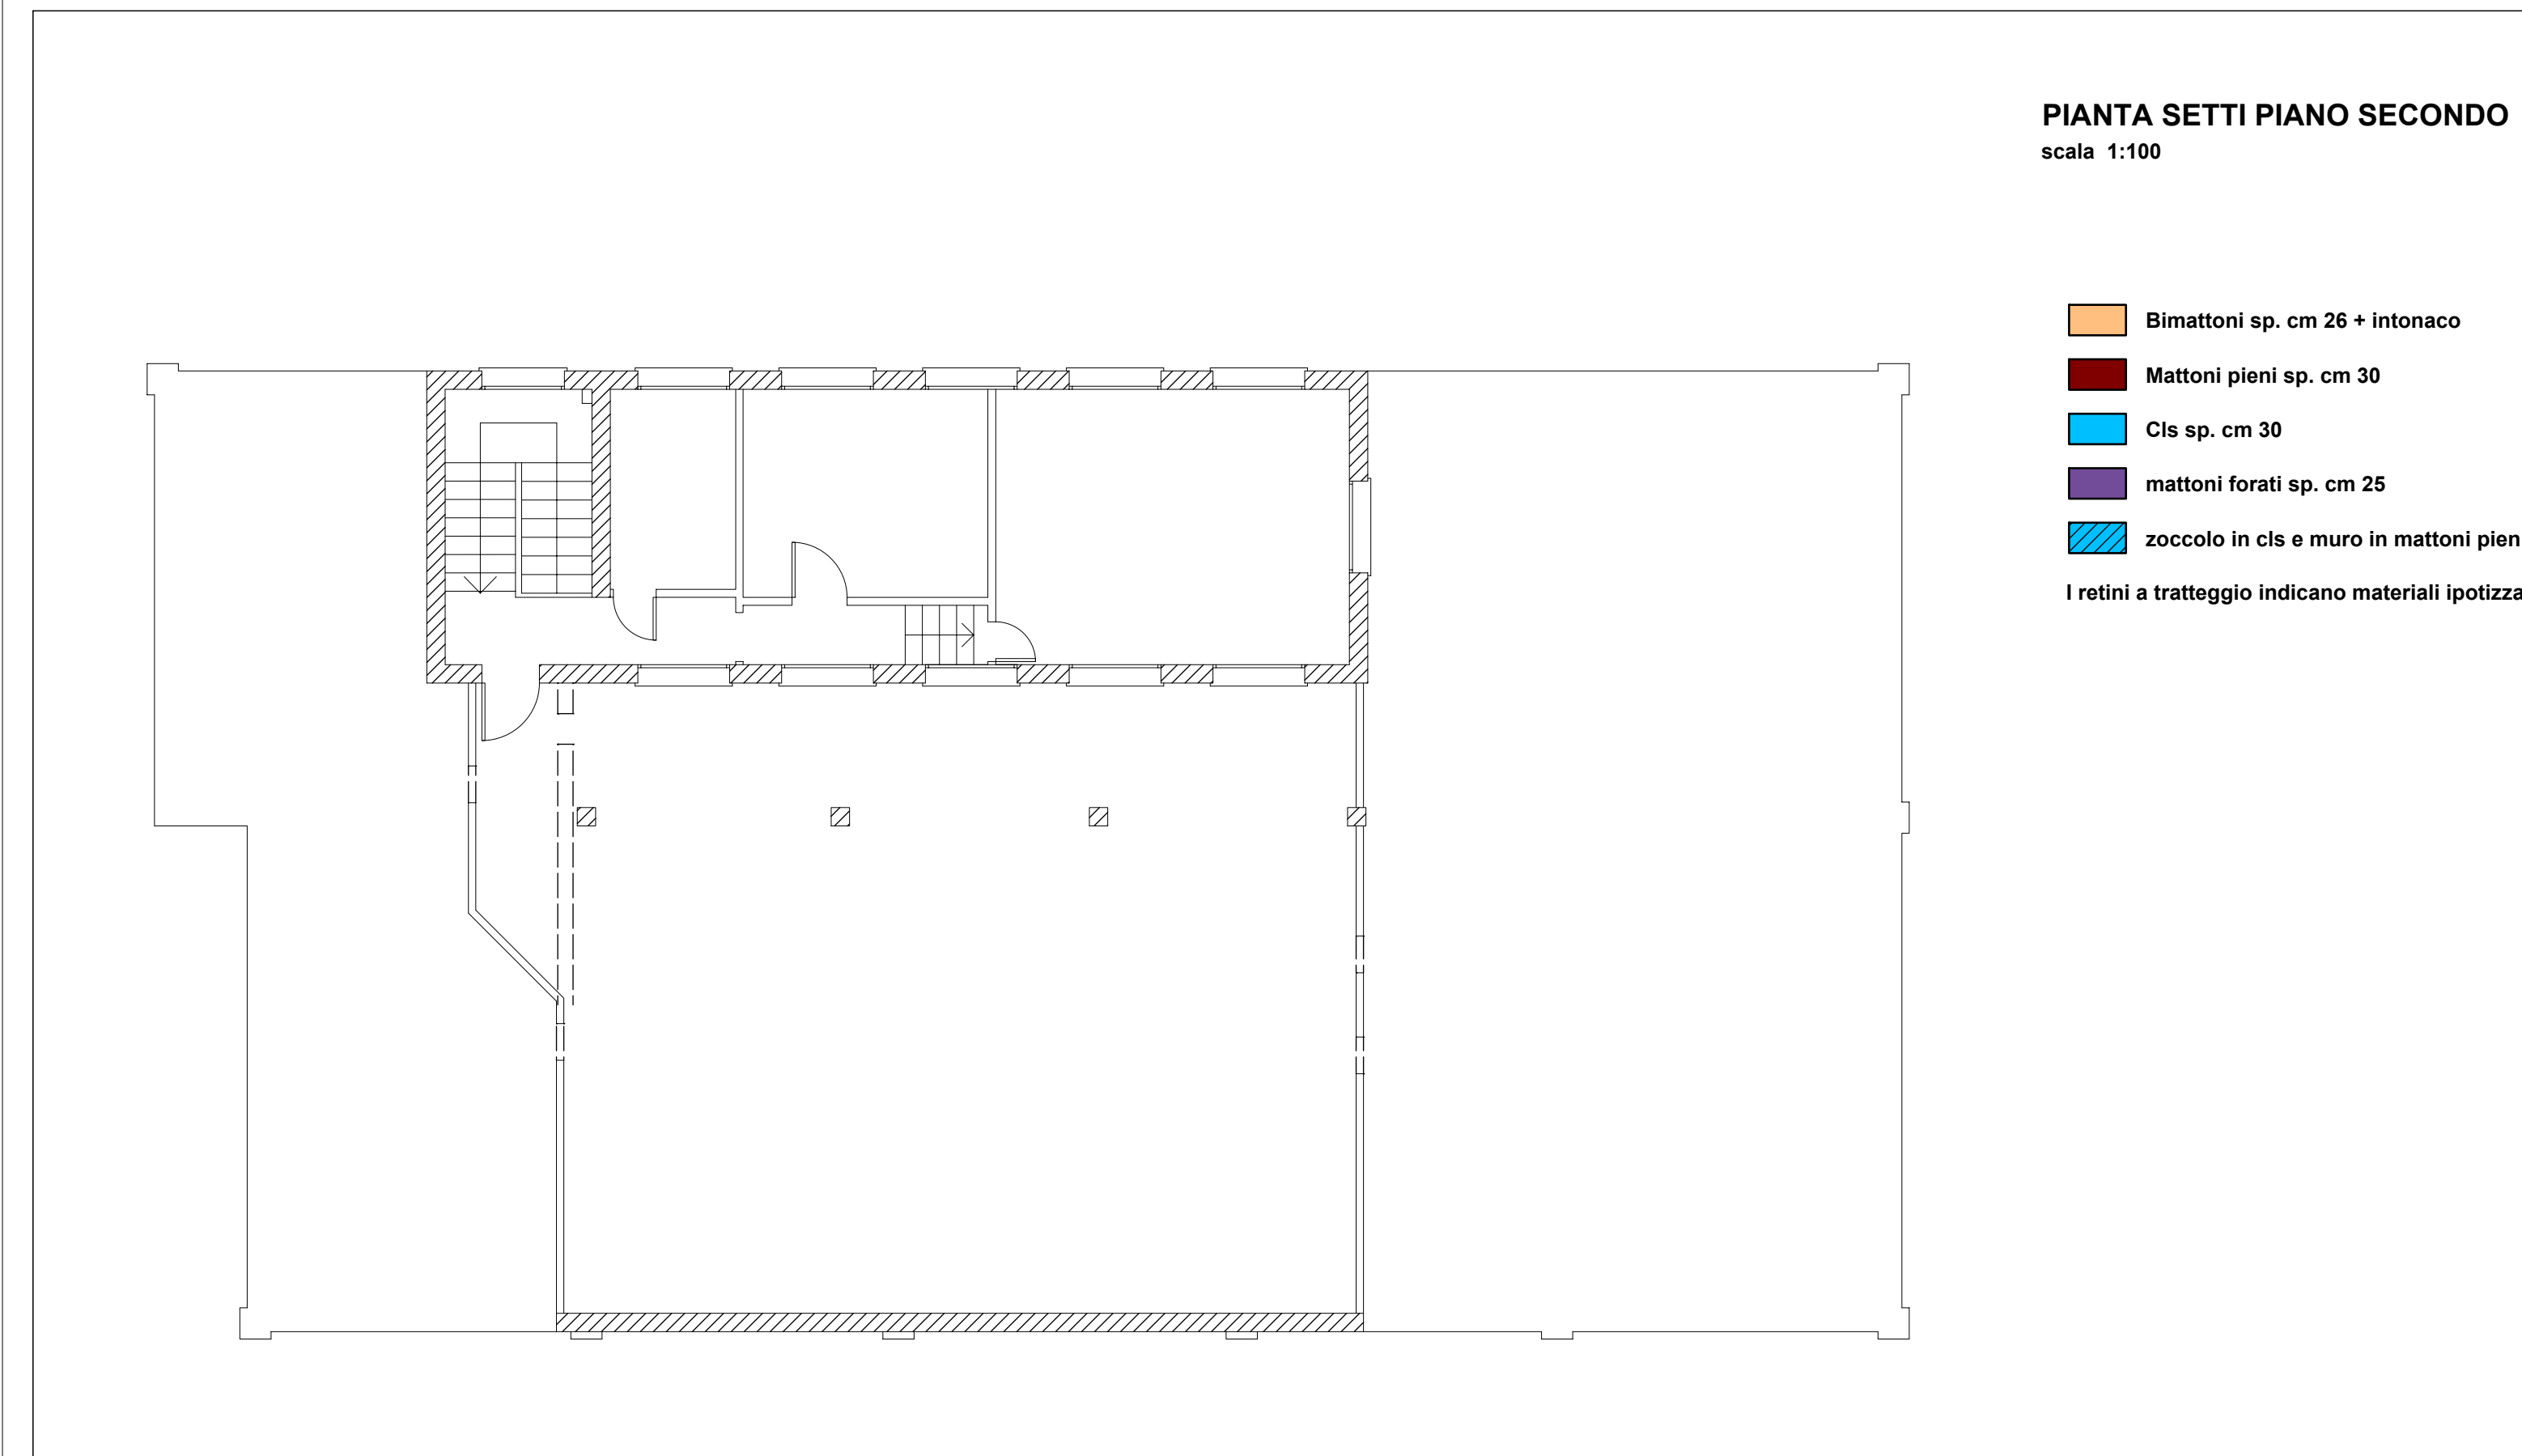 PIANTA SETTI PIANO SECONDO
scala 1:100
Bimattoni sp. cm 26 + intonaco
Mattoni pieni sp. cm 30
Cls sp. cm 30
mattoni forati sp. cm 25
zoccolo in cls e muro in mattoni pien
I retini a tratteggio indicano materiali ipotizza